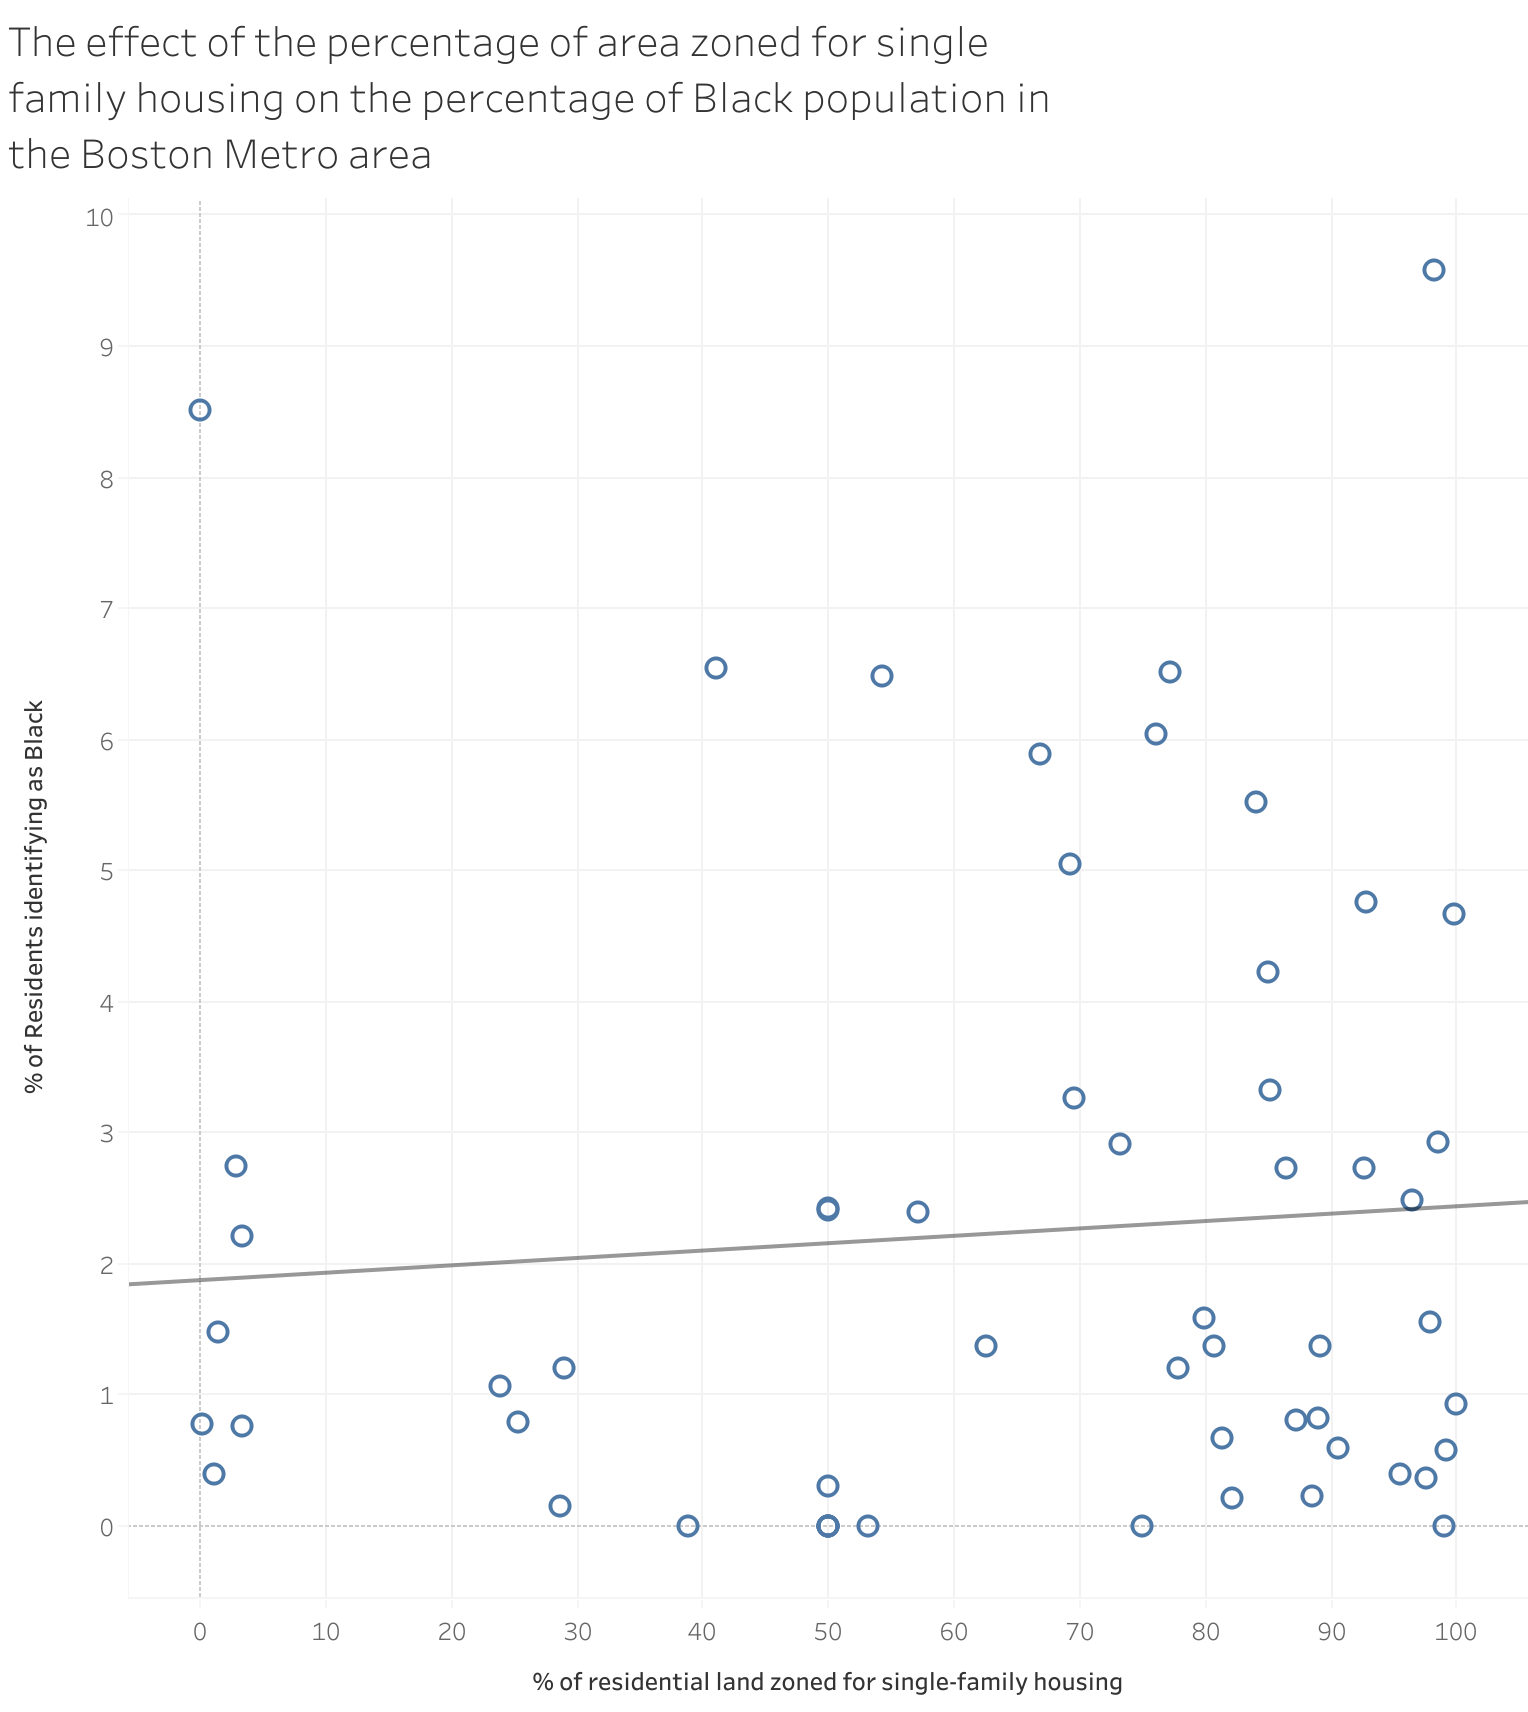 The effect of the percentage of area zoned for single
family housing on the percentage of Black population in
the Boston Metro area
10
9
8
7
6
5
4
3
2
1
0
% of Residents identifying as Black
0 10 20 30 40 50 60 70 80 90 100
% of residential land zoned for single-family housing